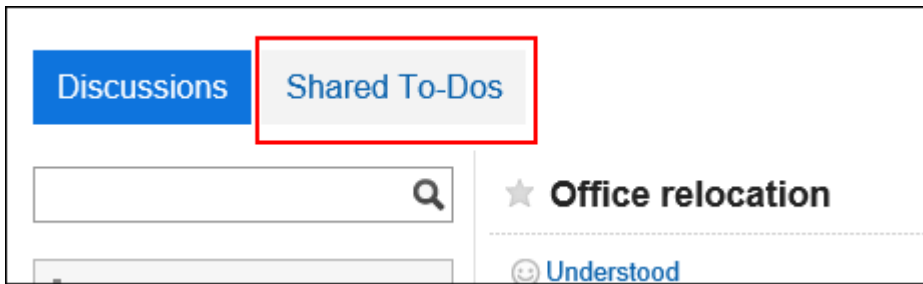 Discussions
Shared To-Dos
Office relocation
Understood